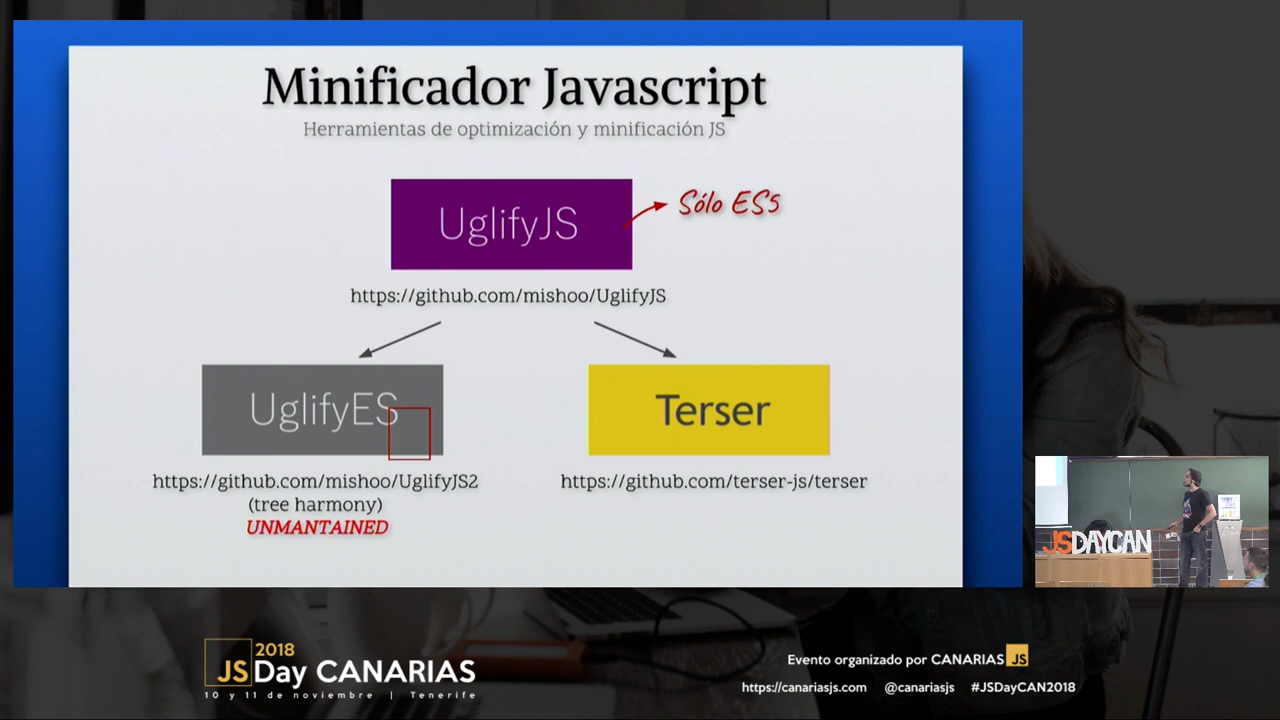 Minificador Javascript
Herramientas de optimización y minificación JS
UglifyJS
Sólo ES5
https://github.com/mishoo/UglifyJS
UglifyES
Terser
https://github.com/mishoo/UglifyJS2
(tree harmony)
UNMANTAINED
https://github.com/terser-js/terser
JSDAYCAN
2018
JSDay CANARIAS
10 y 11 de noviembre | Tenerife
Evento organizado por CANARIAS JS
https://canariasjs.com @canariasjs #JSDayCAN2018